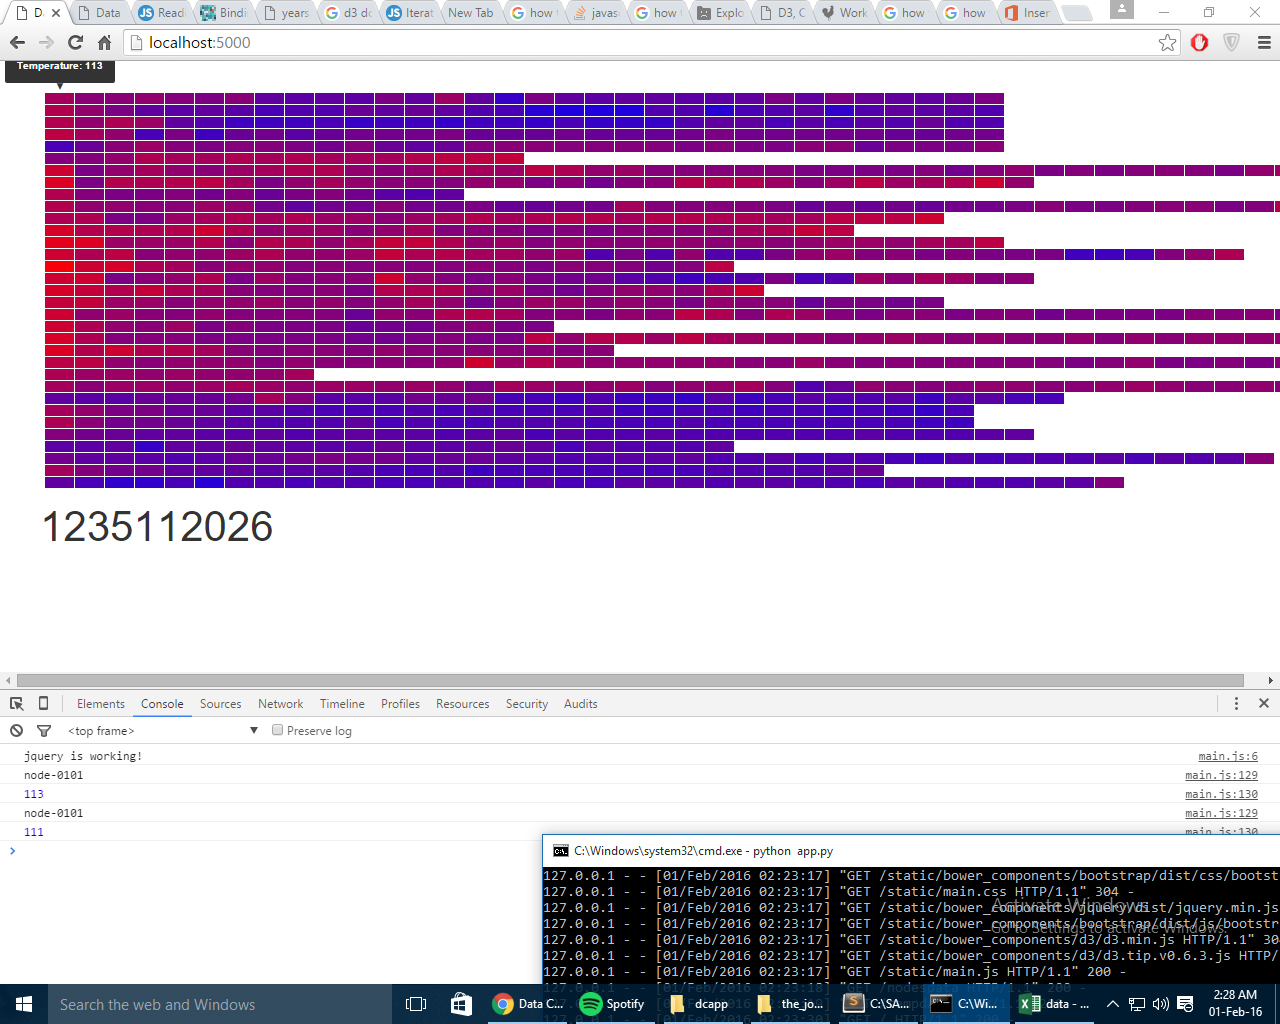 D Data JS Read Bindi years d3 do JS Iterat New Tab how t javas how Explo D3, C Work how how Inser
localhost:5000
Temperature: 113
1235112026
Elements Console Sources Network Timeline Profiles Resources Security Audits
<top frame> Preserve log
jquery is working! main.js:6
node-0101 main.js:129
113 main.js:130
node-0101 main.js:129
111 main.js:130
C:\Windows\system32\cmd.exe - python app.py
127.0.0.1 - - [01/Feb/2016 02:23:17] "GET /static/bower_components/bootstrap/dist/css/bootst
127.0.0.1 - - [01/Feb/2016 02:23:17] "GET /static/main.css HTTP/1.1" 304 -
127.0.0.1 - - [01/Feb/2016 02:23:17] "GET /static/bower_components/jquery/dist/jquery.min.js
Activate Windows
127.0.0.1 - - [01/Feb/2016 02:23:17] "GET /static/bower_components/bootstrap/dist/js/bootstr
Go to Settings to activate Windows.
127.0.0.1 - - [01/Feb/2016 02:23:17] "GET /static/bower_components/d3/d3.min.js HTTP/1.1" 30
127.0.0.1 - - [01/Feb/2016 02:23:17] "GET /static/bower_components/d3/d3.tip.v0.6.3.js HTTP/
127.0.0.1 - - [01/Feb/2016 02:23:17] "GET /static/main.js HTTP/1.1" 200 -
127.0.0.1 - - [01/Feb/2016 02:23:18] "GET /nodesdata HTTP/1.1" 200 -
Search the web and Windows Data C... Spotify dcapp the_jo... C:\SA... C:\Wi... data - ... 2:28 AM
01-Feb-16